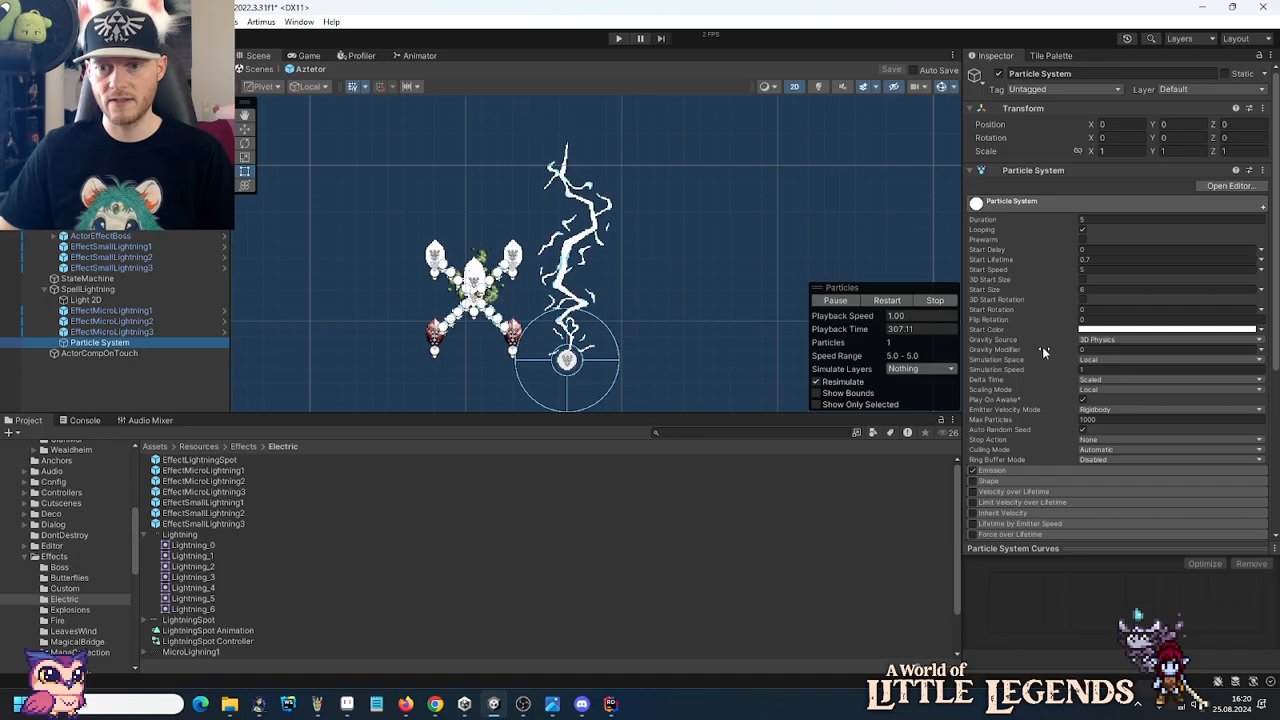 2022.3.31f1* <DX11>
s Artimus Window Help
2 FPS
Layers Layout
Scene Game Profiler Animator
Inspector Tile Palette
Scenes Aztetor
Save Auto Save
Particle System Static
Tag Untagged Layer Default
Pivot Local 2D
Transform
Position X 0 Y 0 Z 0
Rotation X 0 Y 0 Z 0
Scale X 1 Y 1 Z 1
Particle System
Open Editor...
Particle System
Duration 5
Looping
Prewarm
Start Delay 0
Start Lifetime 0.7
Start Speed 5
3D Start Size
Start Size 6
3D Start Rotation
Start Rotation 0
Flip Rotation 0
Start Color
Gravity Source 3D Physics
Gravity Modifier 0
Simulation Space Local
Simulation Speed 1
Delta Time Scaled
Scaling Mode Local
Play On Awake*
Emitter Velocity Mode Rigidbody
Max Particles 1000
Auto Random Seed
Stop Action None
Culling Mode Automatic
Ring Buffer Mode Disabled
Emission
Shape
Velocity over Lifetime
Limit Velocity over Lifetime
Inherit Velocity
Lifetime by Emitter Speed
Force over Lifetime
Particle System Curves
Optimize Remove
ActorEffectBoss
EffectSmallLightning1
EffectSmallLightning2
EffectSmallLightning3
StateMachine
SpellLightning
Light 2D
EffectMicroLightning1
EffectMicroLightning2
EffectMicroLightning3
Particle System
ActorCompOnTouch
Particles
Pause Restart Stop
Playback Speed 1.00
Playback Time 307.11
Particles 1
Speed Range 5.0 - 5.0
Simulate Layers Nothing
Resimulate
Show Bounds
Show Only Selected
Project Console Audio Mixer
26
Assets Resources Effects Electric
Wealdheim
Anchors
Audio
Config
Controllers
Cutscenes
Deco
Dialog
DontDestroy
Editor
Effects
Boss
Butterflies
Custom
Electric
Explosions
Fire
LeavesWind
MagicalBridge
EffectLightningSpot
EffectMicroLightning1
EffectMicroLightning2
EffectMicroLightning3
EffectSmallLightning1
EffectSmallLightning2
EffectSmallLightning3
Lightning
Lightning_0
Lightning_1
Lightning_2
Lightning_3
Lightning_4
Lightning_5
Lightning_6
LightningSpot
LightningSpot Animation
LightningSpot Controller
MicroLighning1
A World of
LITTLE LEGENDS
16:20
25.08.2024